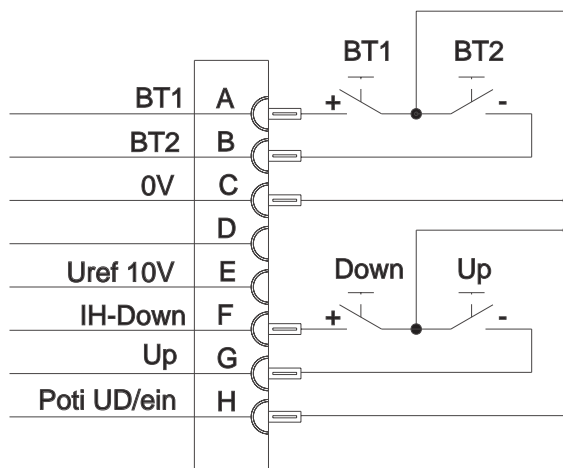 BT1 BT2
BT1 A + -
BT2 B
0V C
D
Uref 10V E Down Up
IH-Down F + -
Up G
Poti UD/ein H